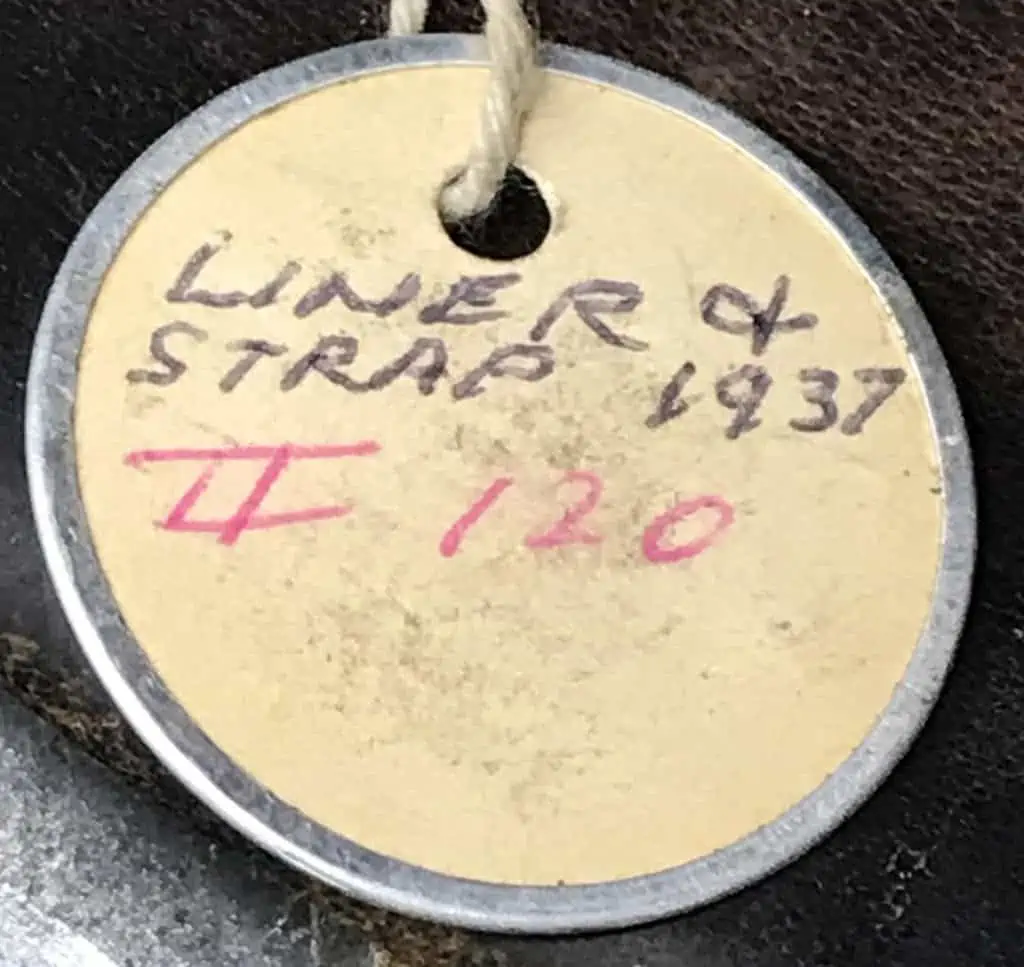 LINER &
STRAP 1937
II 120